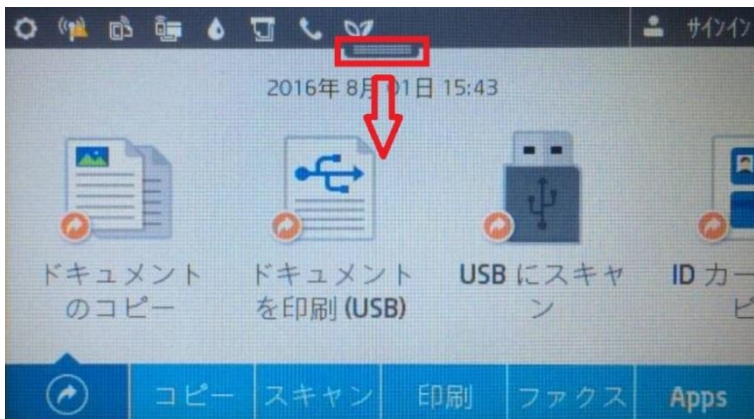 サインイン
2016年 8月 01日 15:43
ドキュメント
のコピー
ドキュメント
を印刷 (USB)
USB にスキャ
ン
ID カー
ピ
コピー
スキャン
印刷
ファクス
Apps